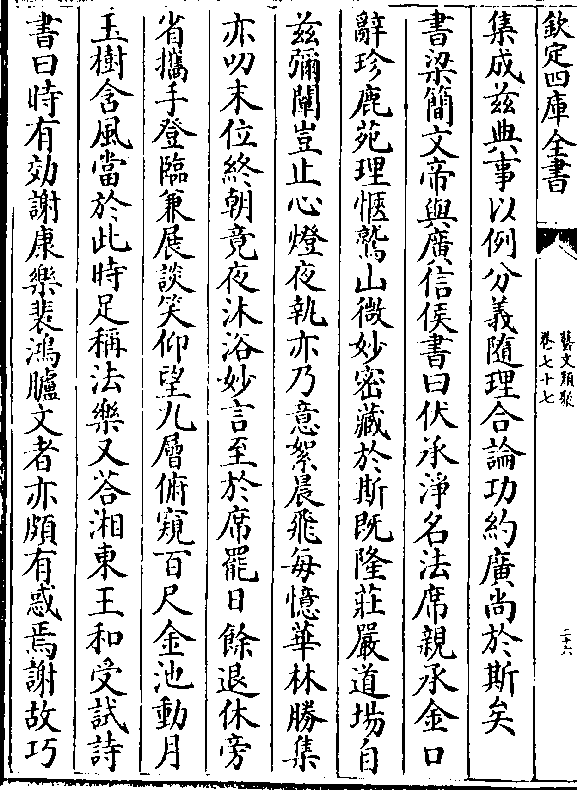 欽定四庫全書
藝文類聚
卷七十七
二十六
集成兹典事以例分義隨理合論功約廣尚於斯矣
書梁簡文帝與廣信侯書曰伏承淨名法席親承金口
辭珍鹿苑理愜鷲山微妙密藏於斯既隆莊嚴道場自
兹彌闡豈止心燈夜執亦乃意絮晨飛每憶華林勝集
亦叨末位終朝竟夜沐浴妙言至於席罷日餘退休旁
省攜手登臨兼展談笑仰望九層俯窺百尺金池動月
玉樹含風當於此時足稱法樂又荅湘東王和受試詩
書曰時有効謝康樂裴鴻臚文者亦頗有惑焉謝故巧